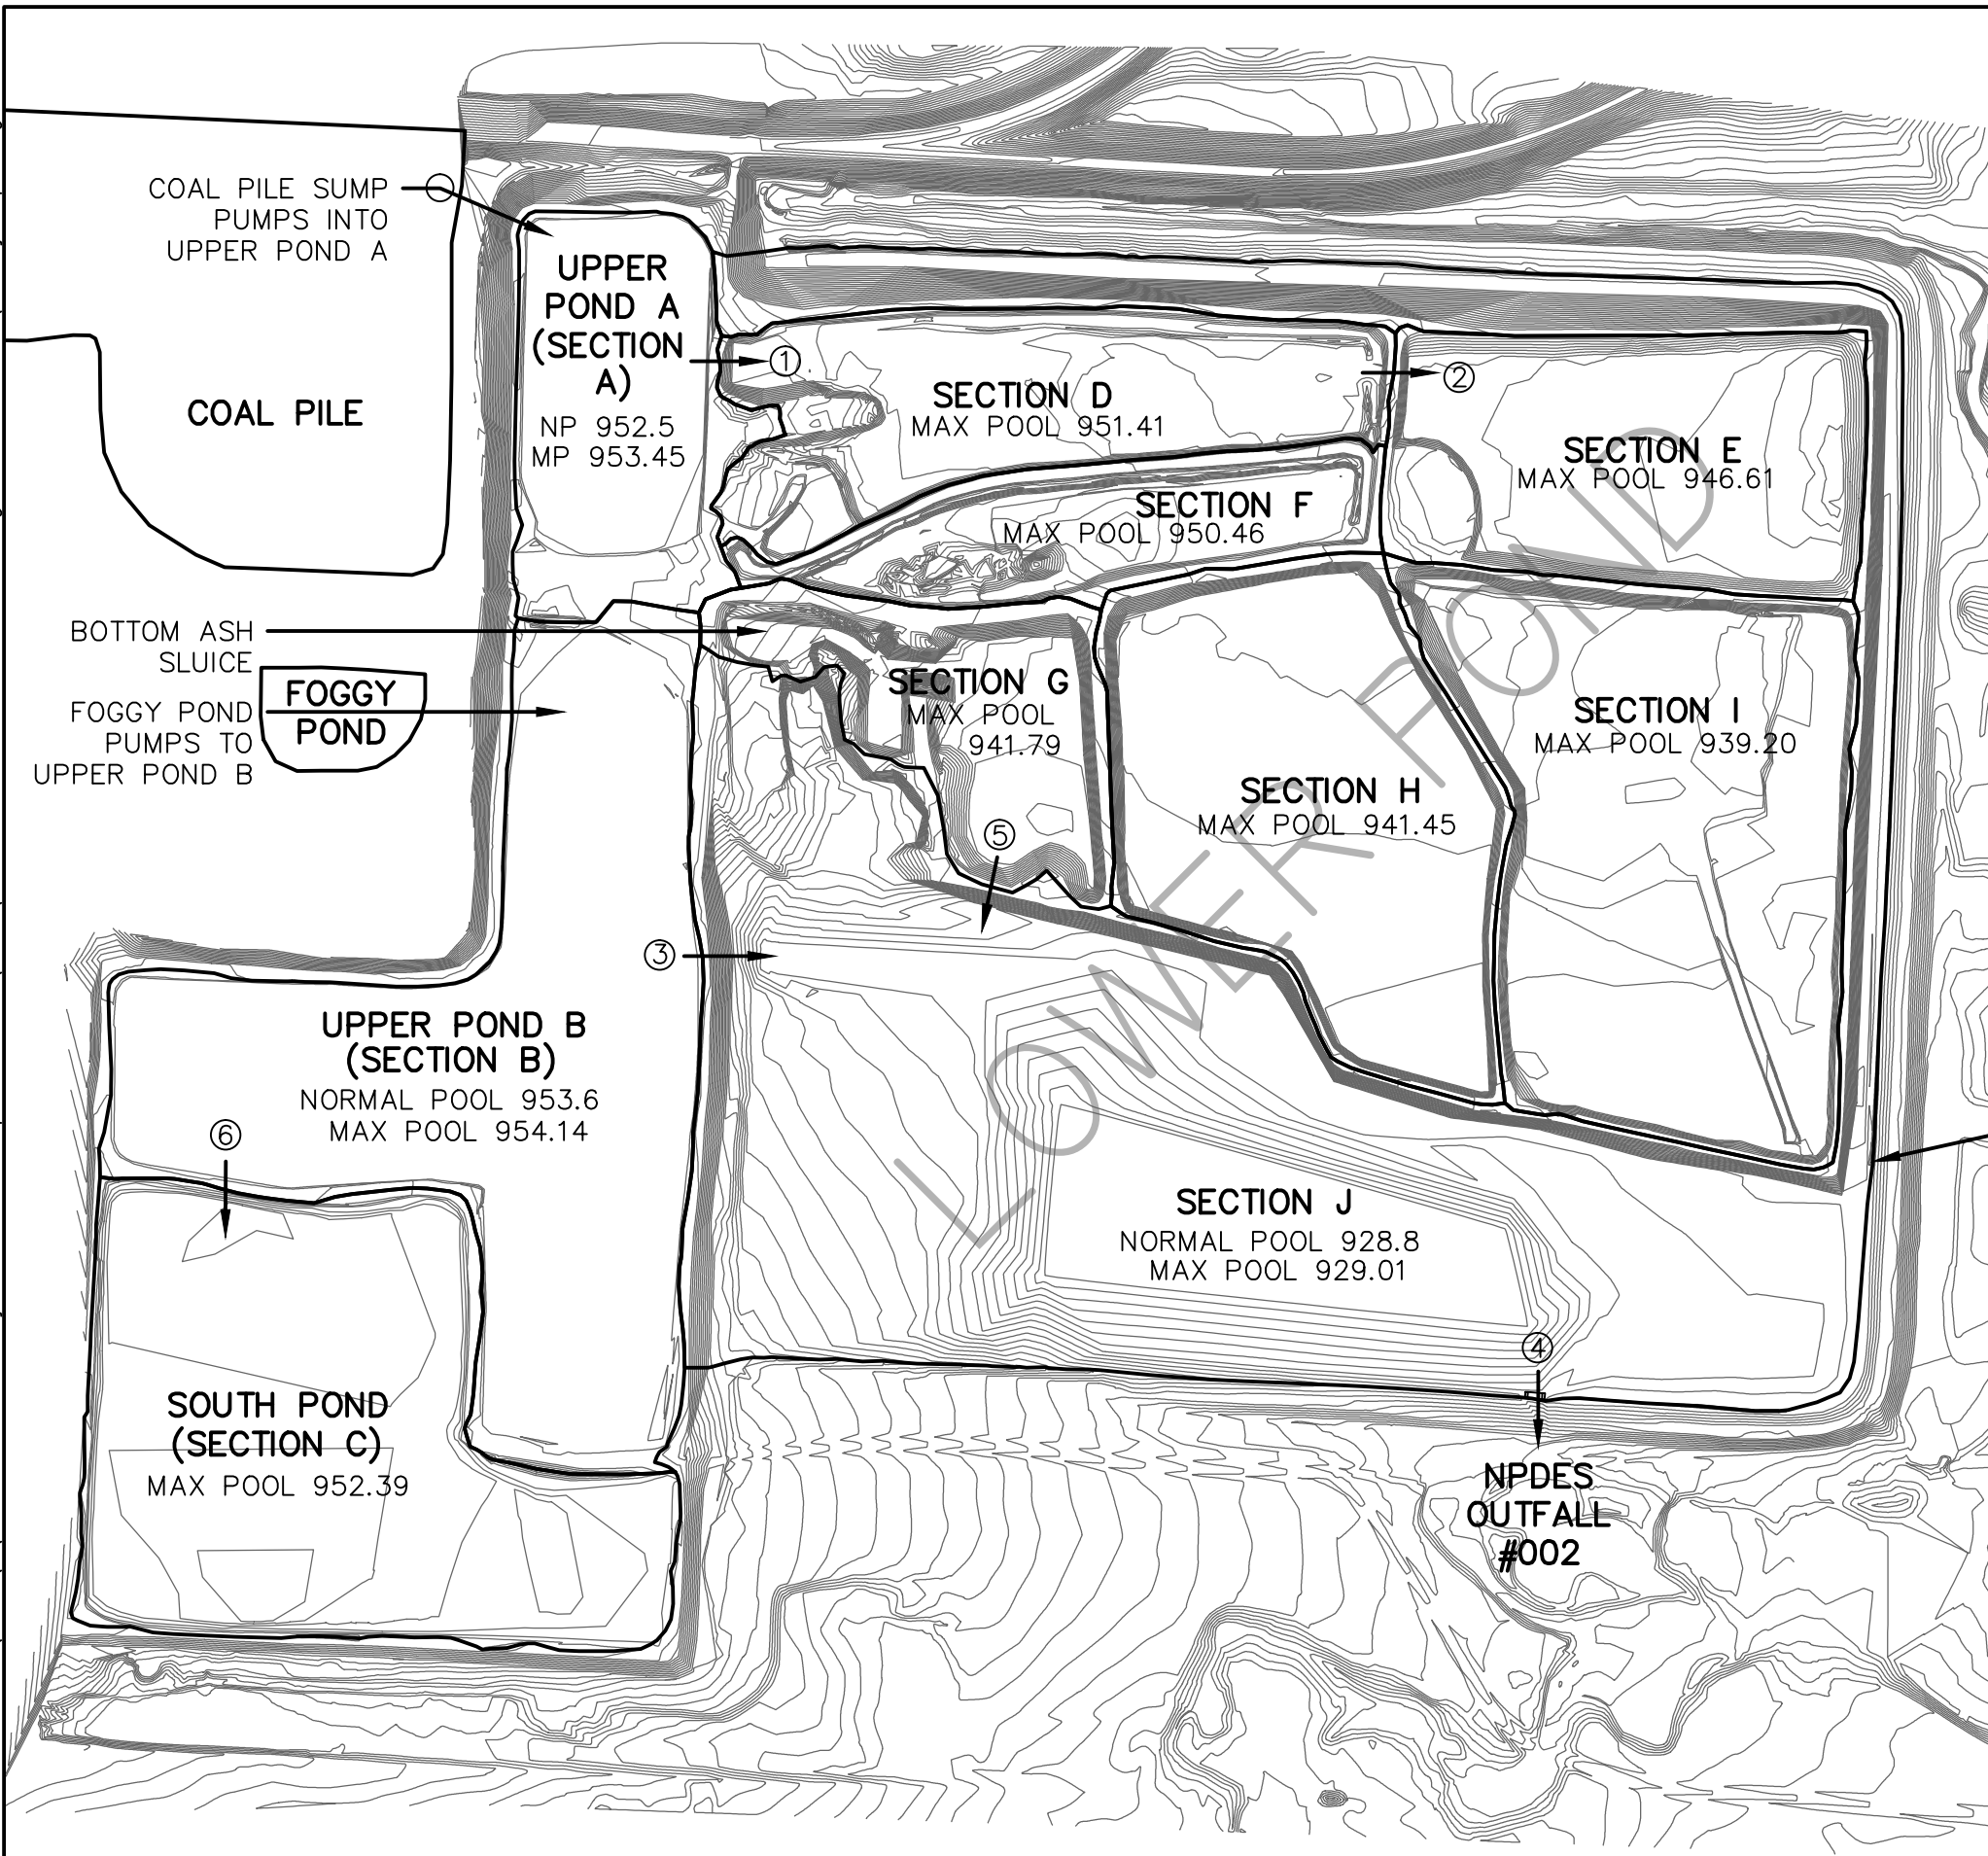 COAL PILE SUMP
PUMPS INTO
UPPER POND A
COAL PILE
UPPER
POND A
(SECTION
A)
NP 952.5
MP 953.45
1
SECTION D
MAX POOL 951.41
2
SECTION E
MAX POOL 946.61
SECTION F
MAX POOL 950.46
BOTTOM ASH
SLUICE
FOGGY
POND
FOGGY POND
PUMPS TO
UPPER POND B
SECTION G
MAX POOL
941.79
SECTION H
MAX POOL 941.45
SECTION I
MAX POOL 939.20
LOWER POND
5
3
UPPER POND B
(SECTION B)
NORMAL POOL 953.6
MAX POOL 954.14
6
SECTION J
NORMAL POOL 928.8
MAX POOL 929.01
4
SOUTH POND
(SECTION C)
MAX POOL 952.39
NPDES
OUTFALL
#002